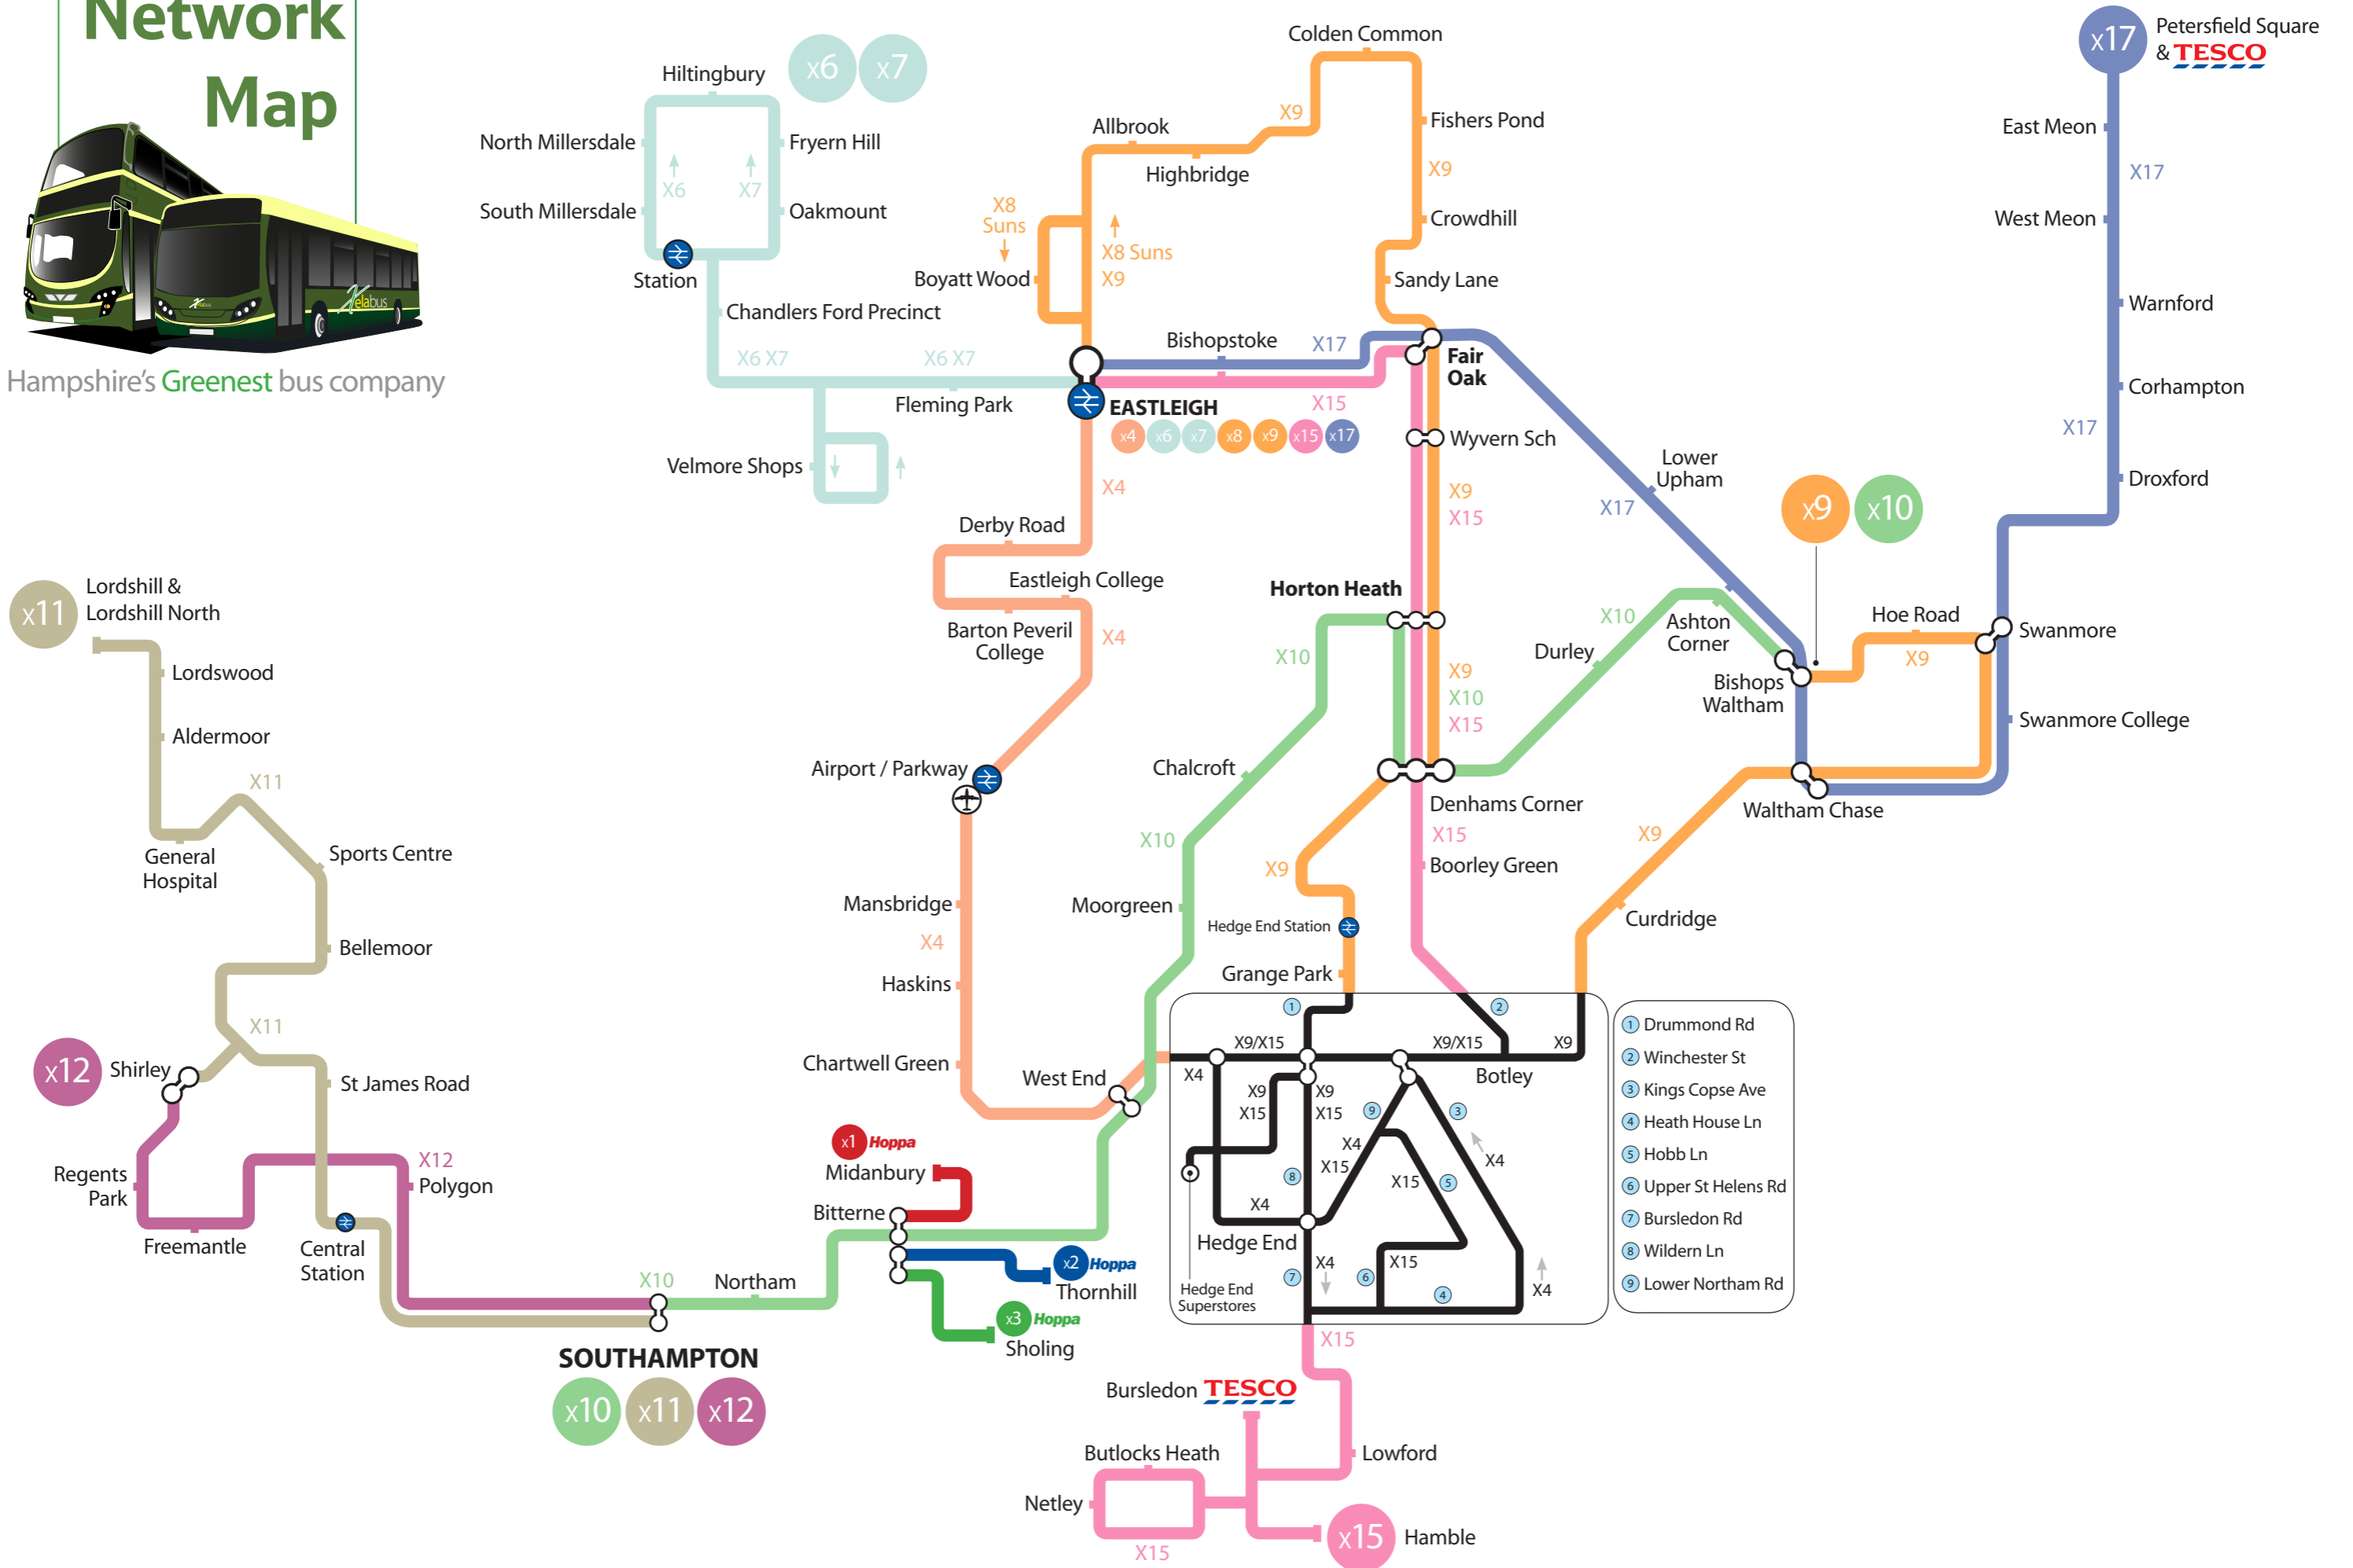 Network
Map
Xelabus
Hampshire's Greenest bus company
Hiltingbury
x6
x7
North Millersdale
Fryern Hill
X6
X7
South Millersdale
Oakmount
Station
Chandlers Ford Precinct
X6 X7
X6 X7
Fleming Park
Velmore Shops
Colden Common
X9
Allbrook
Highbridge
Fishers Pond
X9
Crowdhill
X8
Suns
X8 Suns
X9
Boyatt Wood
Sandy Lane
Bishopstoke
X17
Fair
Oak
X15
EASTLEIGH
x4
x6
x7
x8
x9
x15
x17
Wyvern Sch
X9
X15
x17
Petersfield Square
& TESCO
East Meon
X17
West Meon
Warnford
Corhampton
X17
Droxford
Lower
Upham
X17
x9
x10
Hoe Road
X9
Swanmore
Ashton
Corner
X10
Durley
Bishops
Waltham
Swanmore College
Waltham Chase
X9
Curdridge
X4
Derby Road
Eastleigh College
Barton Peveril
College
X4
Airport / Parkway
Mansbridge
X4
Haskins
Chartwell Green
West End
Horton Heath
X10
X9
X10
X15
Chalcroft
Denhams Corner
X10
X15
X9
Boorley Green
Moorgreen
Hedge End Station
Grange Park
x11
Lordshill &
Lordshill North
Lordswood
Aldermoor
X11
General
Hospital
Sports Centre
Bellemoor
X11
x12
Shirley
St James Road
Regents
Park
X12
Polygon
Freemantle
Central
Station
X10
Northam
SOUTHAMPTON
x10
x11
x12
x1
Hoppa
Midanbury
Bitterne
x2
Hoppa
Thornhill
x3
Hoppa
Sholing
1
2
X9/X15
X9/X15
X9
X4
Botley
X9
X15
X9
X15
9
3
X4
X15
X4
8
X15
5
X4
Hedge End
X4
X15
7
6
4
X4
Hedge End
Superstores
1 Drummond Rd
2 Winchester St
3 Kings Copse Ave
4 Heath House Ln
5 Hobb Ln
6 Upper St Helens Rd
7 Bursledon Rd
8 Wildern Ln
9 Lower Northam Rd
X15
Bursledon TESCO
Butlocks Heath
Lowford
Netley
x15
Hamble
X15